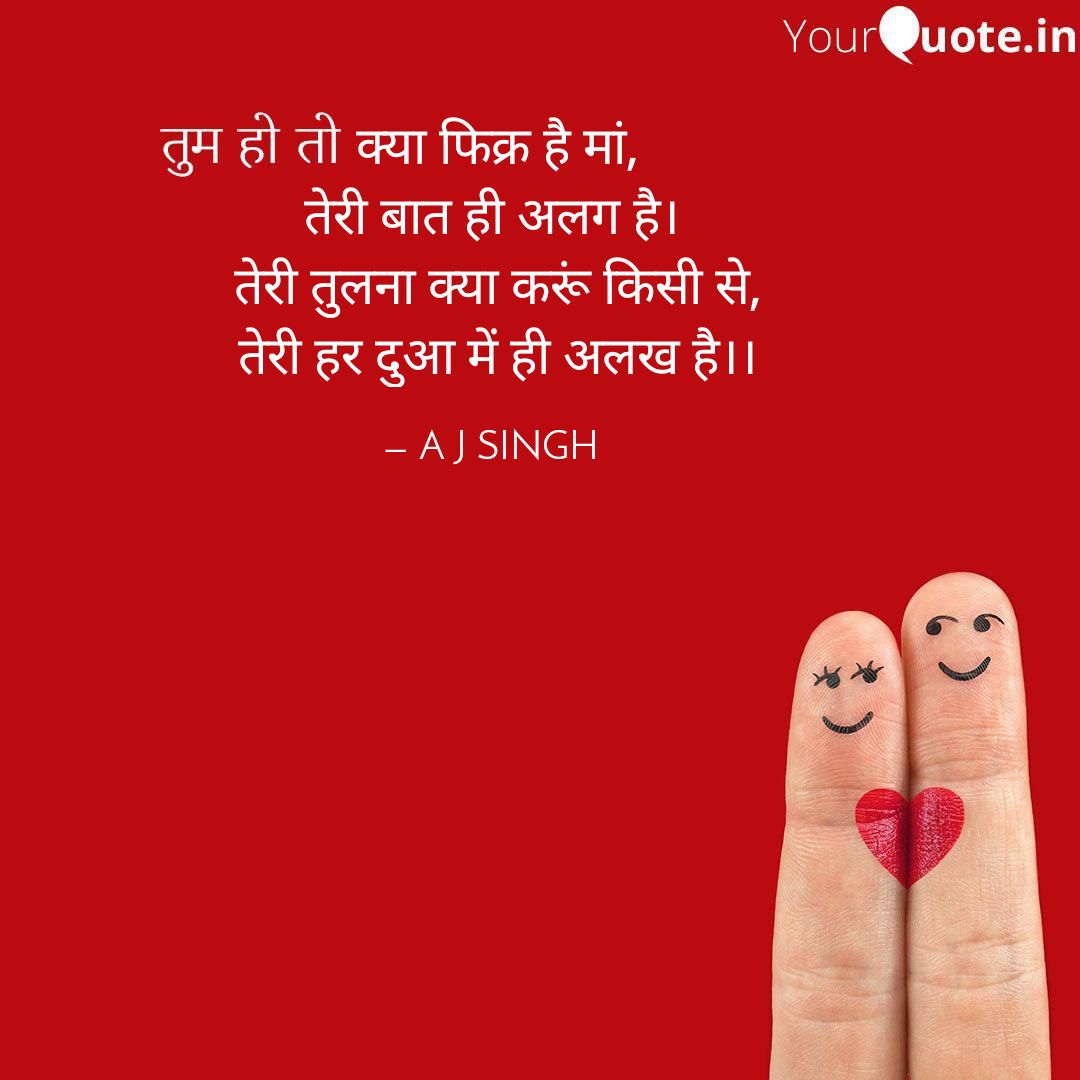 YourQuote.in
तुम हो तो क्या फिक्र है मां,
तेरी बात ही अलग है।
तेरी तुलना क्या करूं किसी से,
तेरी हर दुआ में ही अलख है।।
– A J SINGH